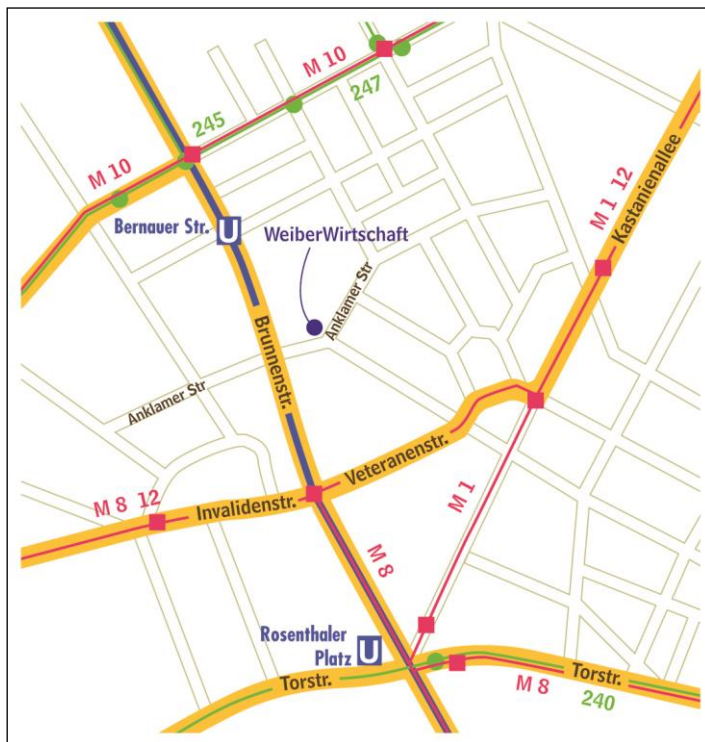 M 10
247
245
M 10
Kastanienallee
M 1 12
Bernauer Str.
U
WeiberWirtschaft
Anklamer Str
Brunnenstr.
Anklamer Str
Veteranenstr.
M 8 12
Invalidenstr.
M 1
M 8
Rosenthaler
Platz
U
Torstr.
Torstr.
M 8
240